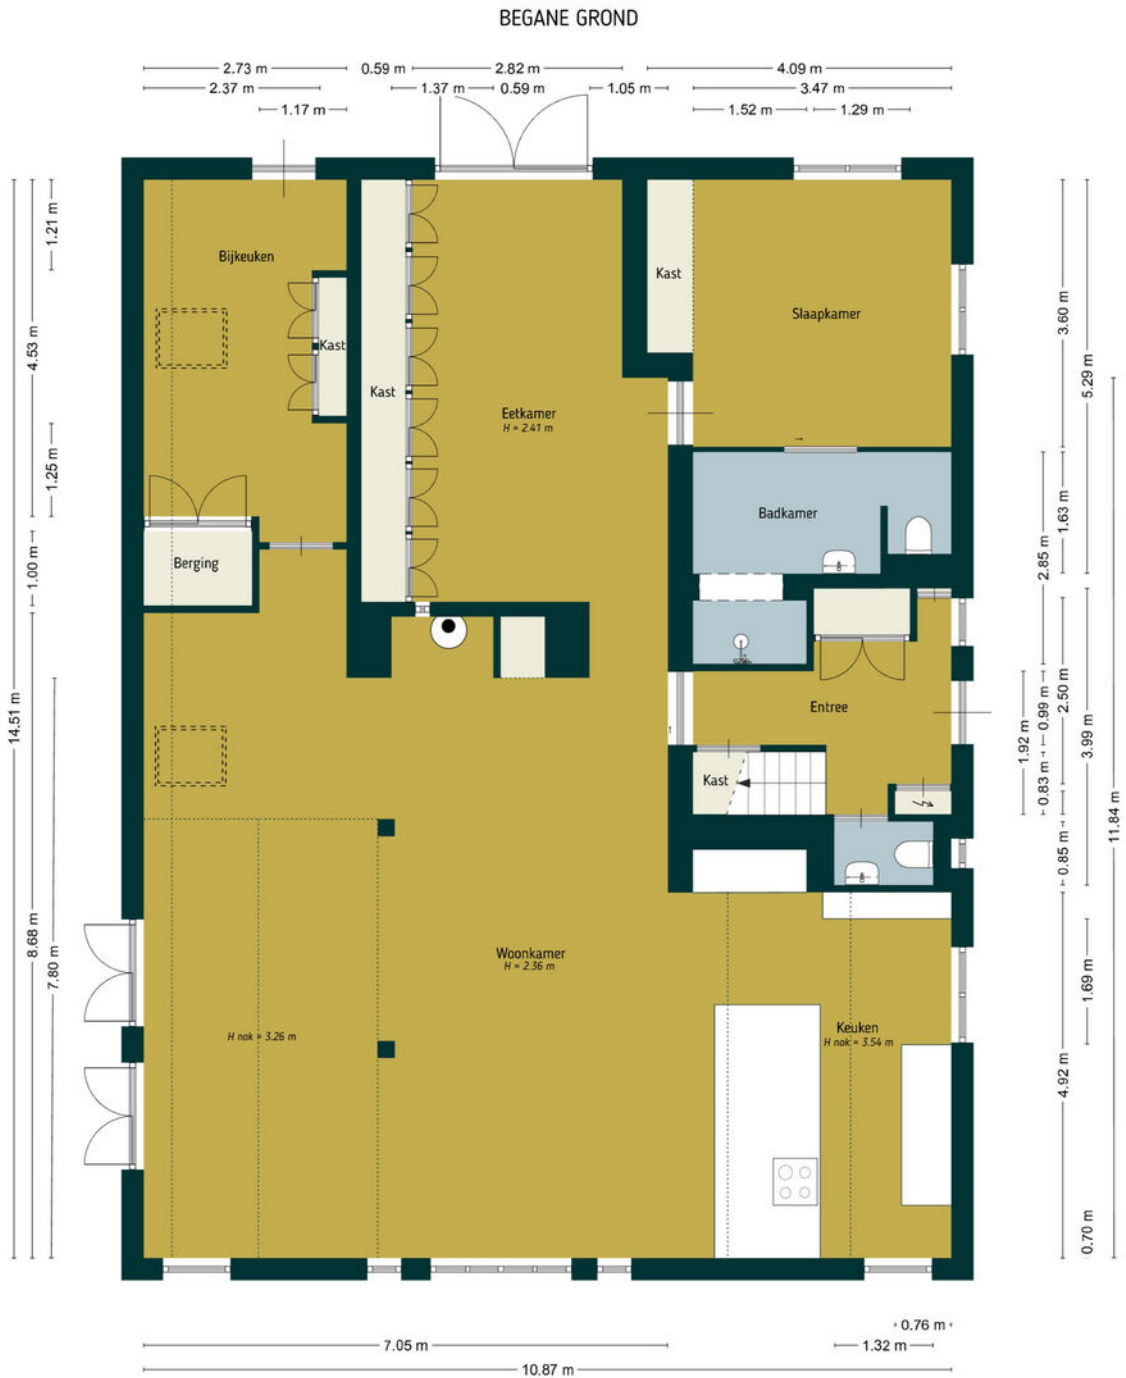 BEGANE GROND
2.73 m
0.59 m
2.82 m
4.09 m
2.37 m
1.37 m
0.59 m
1.05 m
3.47 m
1.17 m
1.52 m
1.29 m
1.21 m
4.53 m
1.25 m
1.00 m
14.51 m
8.68 m
7.80 m
Bijkeuken
Kast
Kast
Kast
Slaapkamer
Eetkamer
H = 2.41 m
Badkamer
Berging
Entree
Kast
Woonkamer
H = 2.36 m
H nok = 3.26 m
Keuken
H nok = 3.54 m
3.60 m
5.29 m
1.63 m
2.85 m
2.50 m
0.99 m
1.92 m
0.83 m
3.99 m
11.84 m
0.85 m
1.69 m
4.92 m
0.70 m
0.76 m
7.05 m
1.32 m
10.87 m